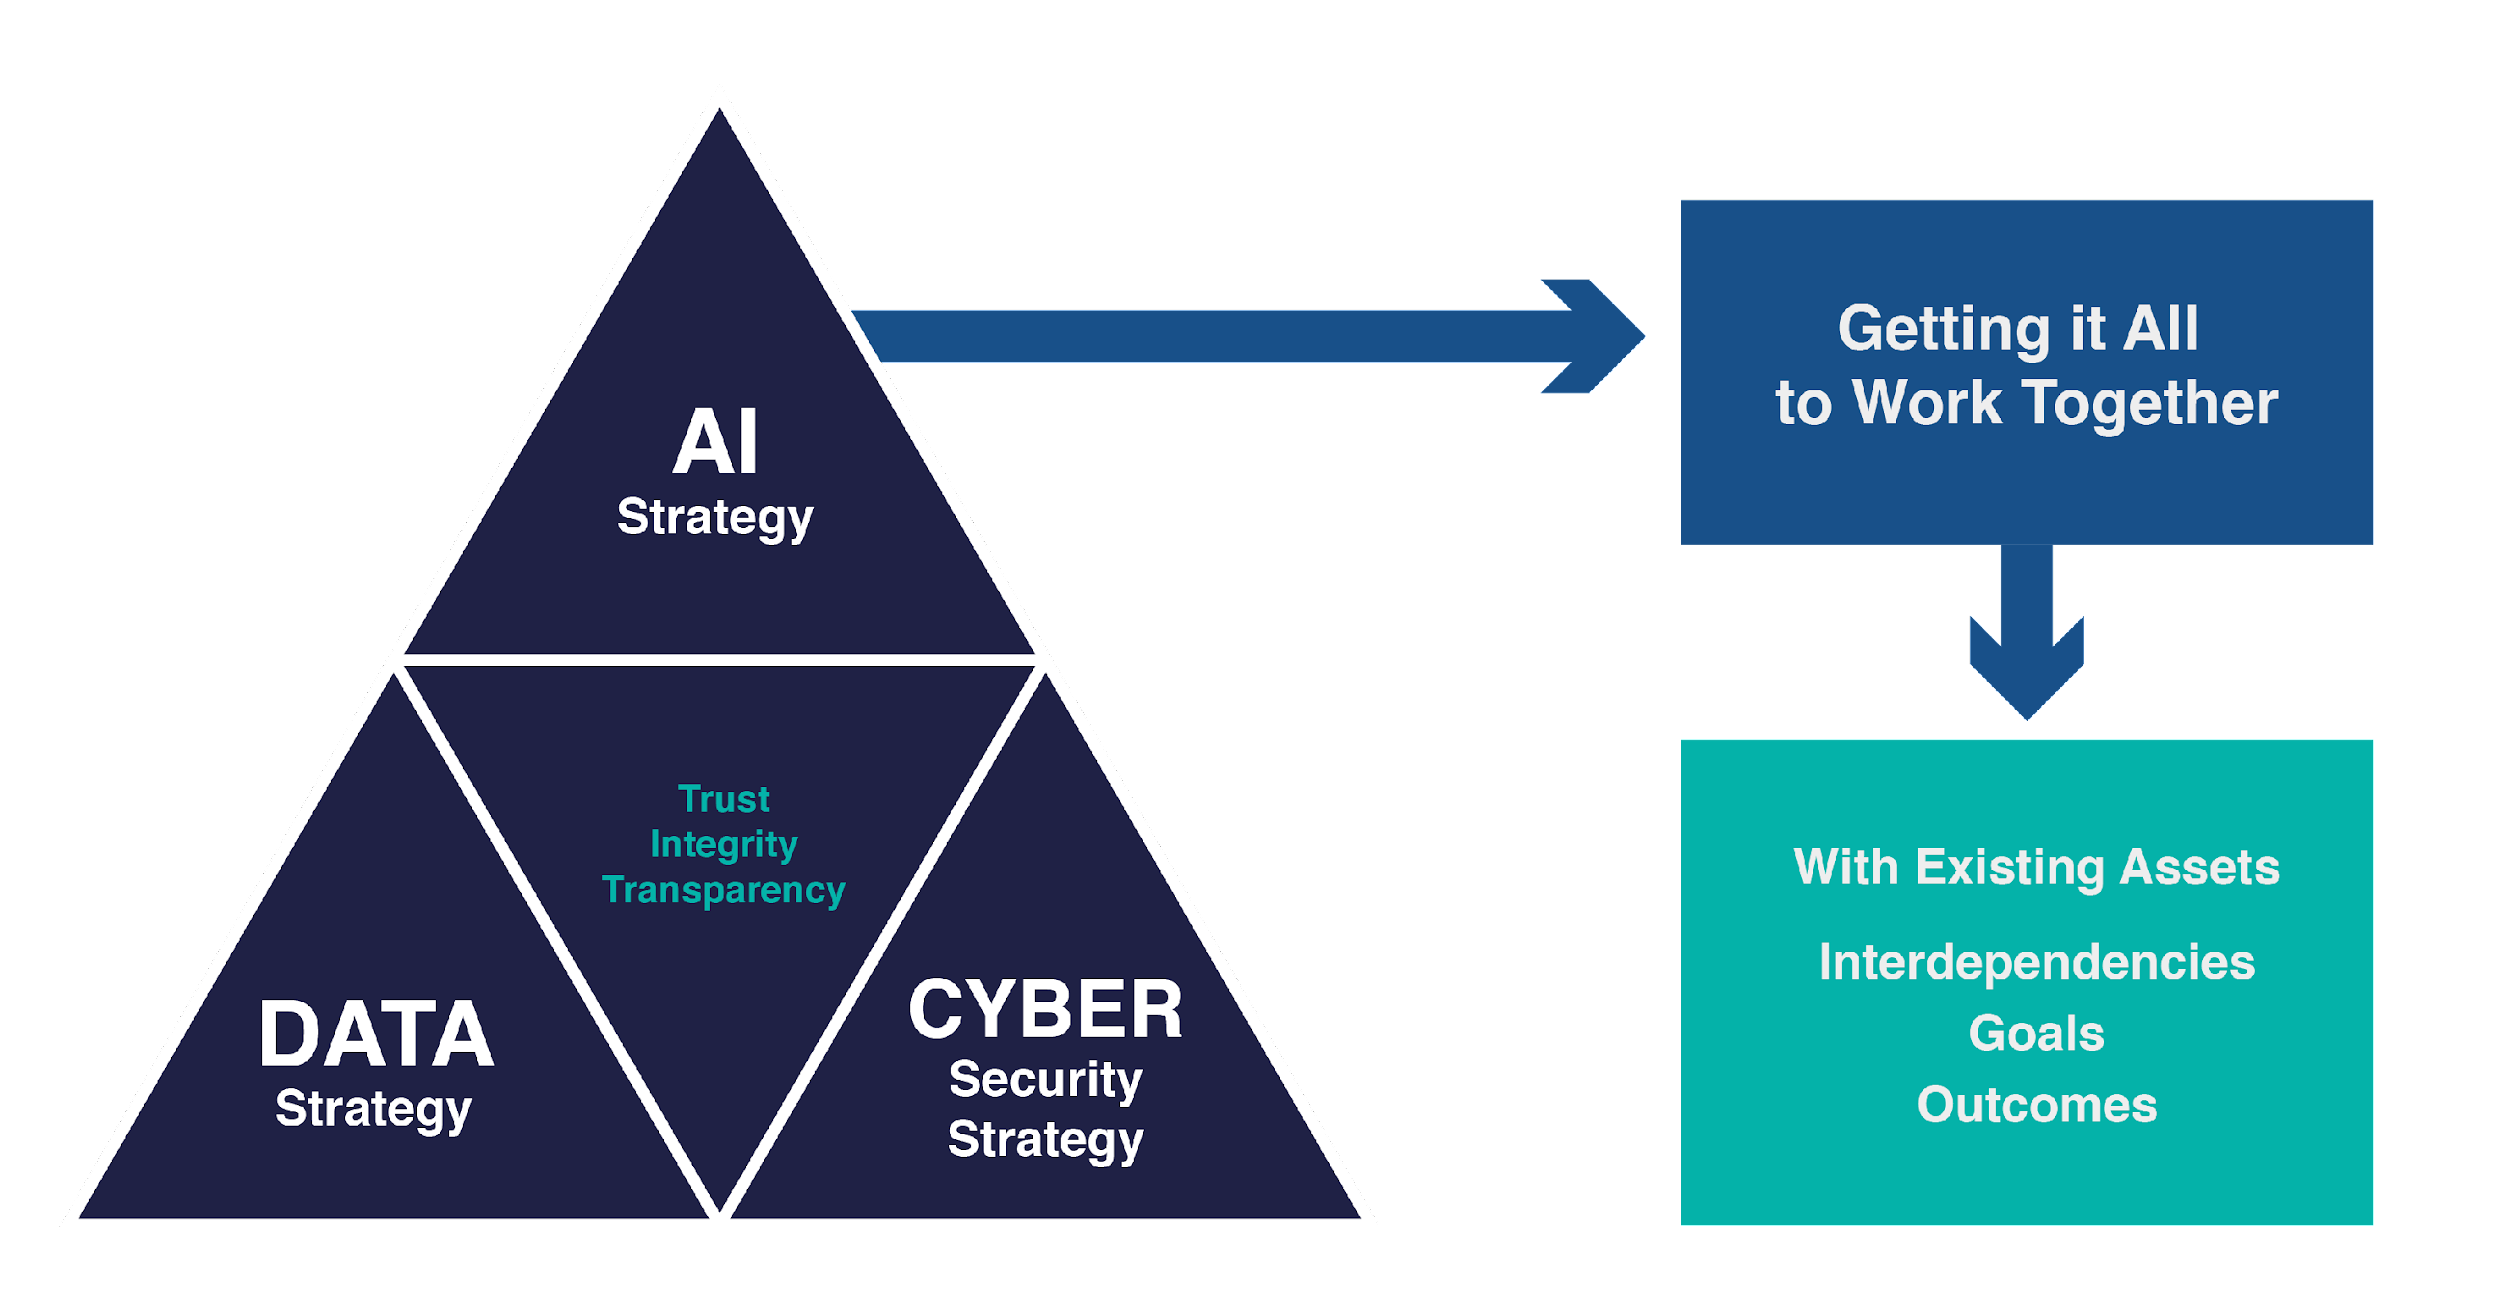 AI
Strategy
Trust
Integrity
Transparency
DATA
Strategy
CYBER
Security
Strategy
Getting it All
to Work Together
With Existing Assets
Interdependencies
Goals
Outcomes